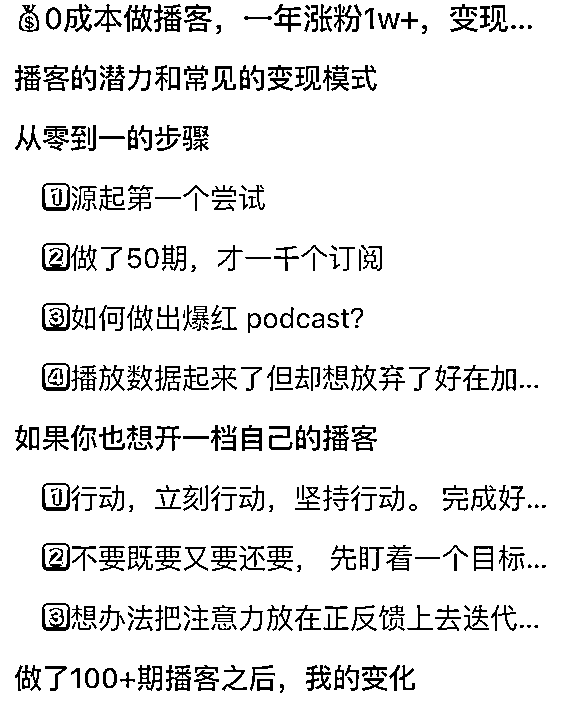 💰0成本做播客，一年涨粉1w+，变现...
播客的潜力和常见的变现模式
从零到一的步骤
1️⃣源起第一个尝试
2️⃣做了50期，才一千个订阅
3️⃣如何做出爆红 podcast?
4️⃣播放数据起来了但却想放弃了好在加...
如果你也想开一档自己的播客
1️⃣行动，立刻行动，坚持行动。 完成好...
2️⃣不要既要又要还要， 先盯着一个目标...
3️⃣想办法把注意力放在正反馈上去迭代...
做了100+期播客之后，我的变化